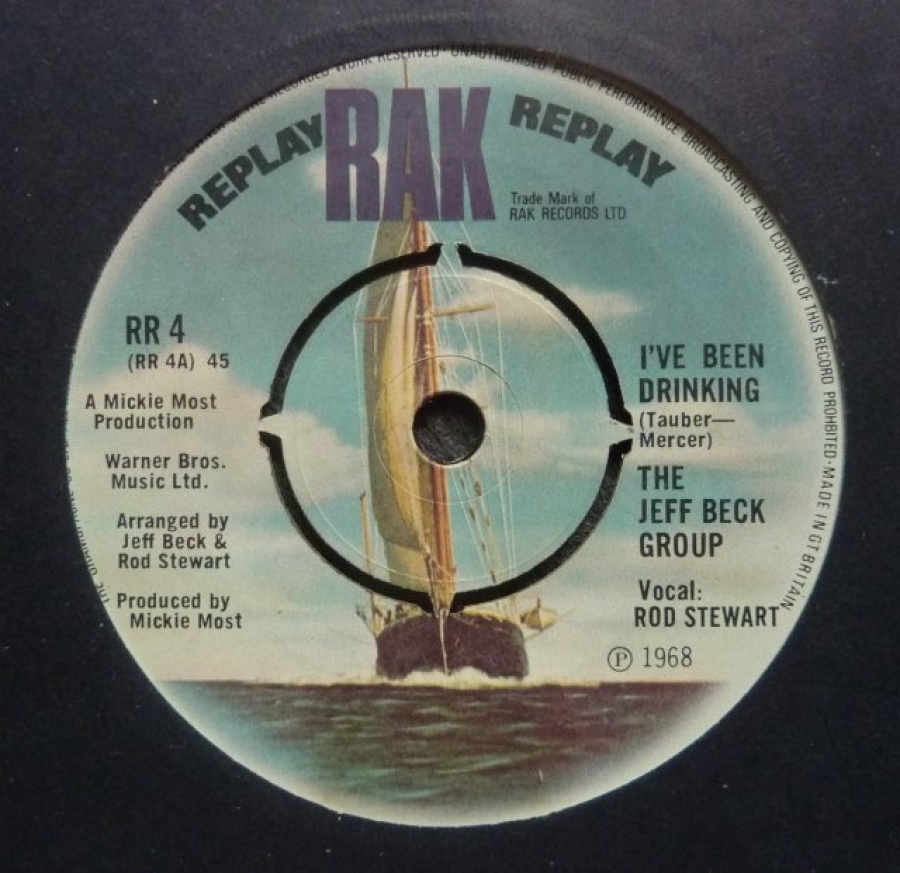 RECORDED WORK RESERVED · UNAUTHORISED PUBLIC PERFORMANCE BROADCASTING AND COPYING OF THIS RECORD PROHIBITED · MADE IN GT BRITAIN
REPLAY RAK REPLAY
Trade Mark of
RAK RECORDS LTD
RR 4
(RR 4A) 45
A Mickie Most
Production
Warner Bros.
Music Ltd.
Arranged by
Jeff Beck &
Rod Stewart
Produced by
Mickie Most
I'VE BEEN
DRINKING
(Tauber—
Mercer)
THE
JEFF BECK
GROUP
Vocal:
ROD STEWART
Ⓟ 1968